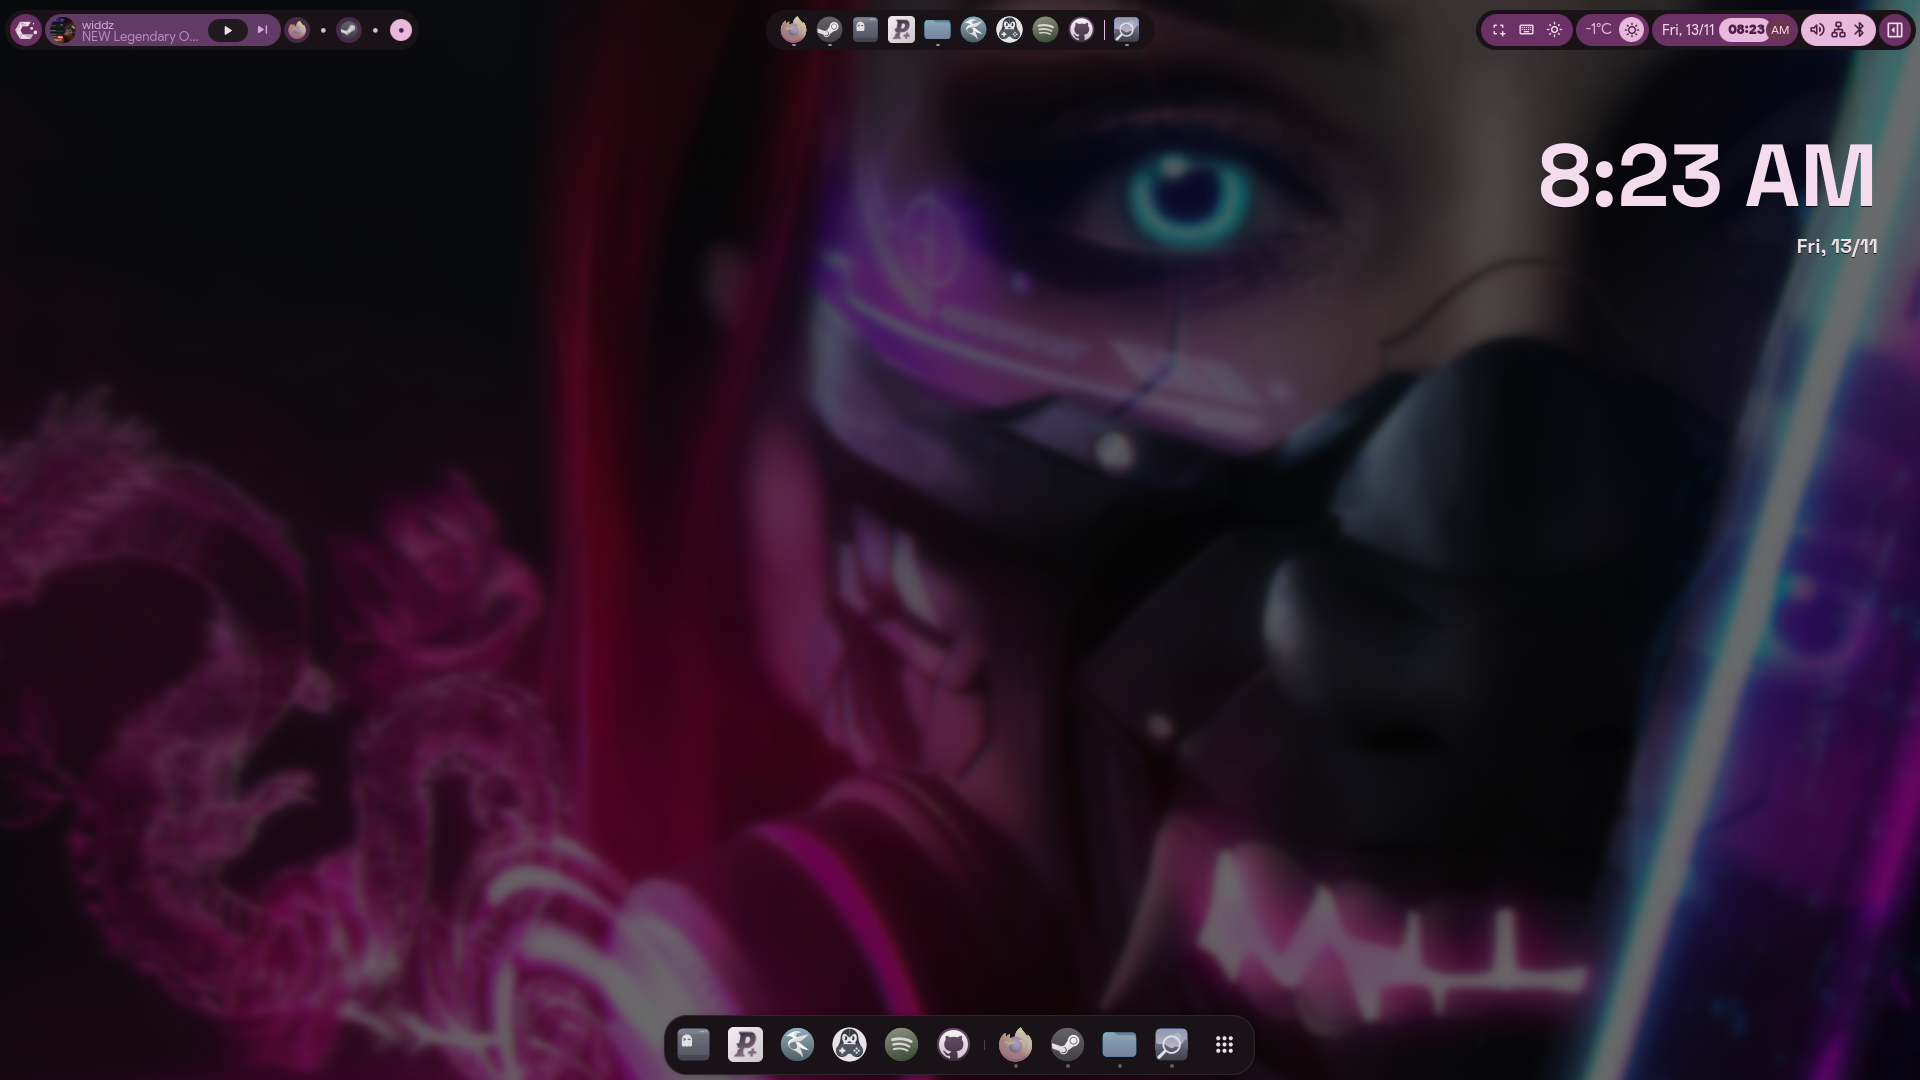 widdz
NEW Legendary O...
-1°C
Fri, 13/11
08:23
AM
8:23 AM
Fri, 13/11